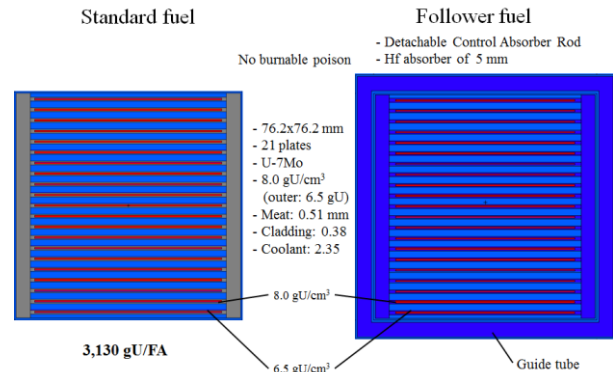 Standard fuel
Follower fuel
No burnable poison
- Detachable Control Absorber Rod
- Hf absorber of 5 mm
- 76.2x76.2 mm
- 21 plates
- U-7Mo
- 8.0 gU/cm³
(outer: 6.5 gU)
- Meat: 0.51 mm
- Cladding: 0.38
- Coolant: 2.35
8.0 gU/cm³
3,130 gU/FA
6.5 gU/cm³
Guide tube